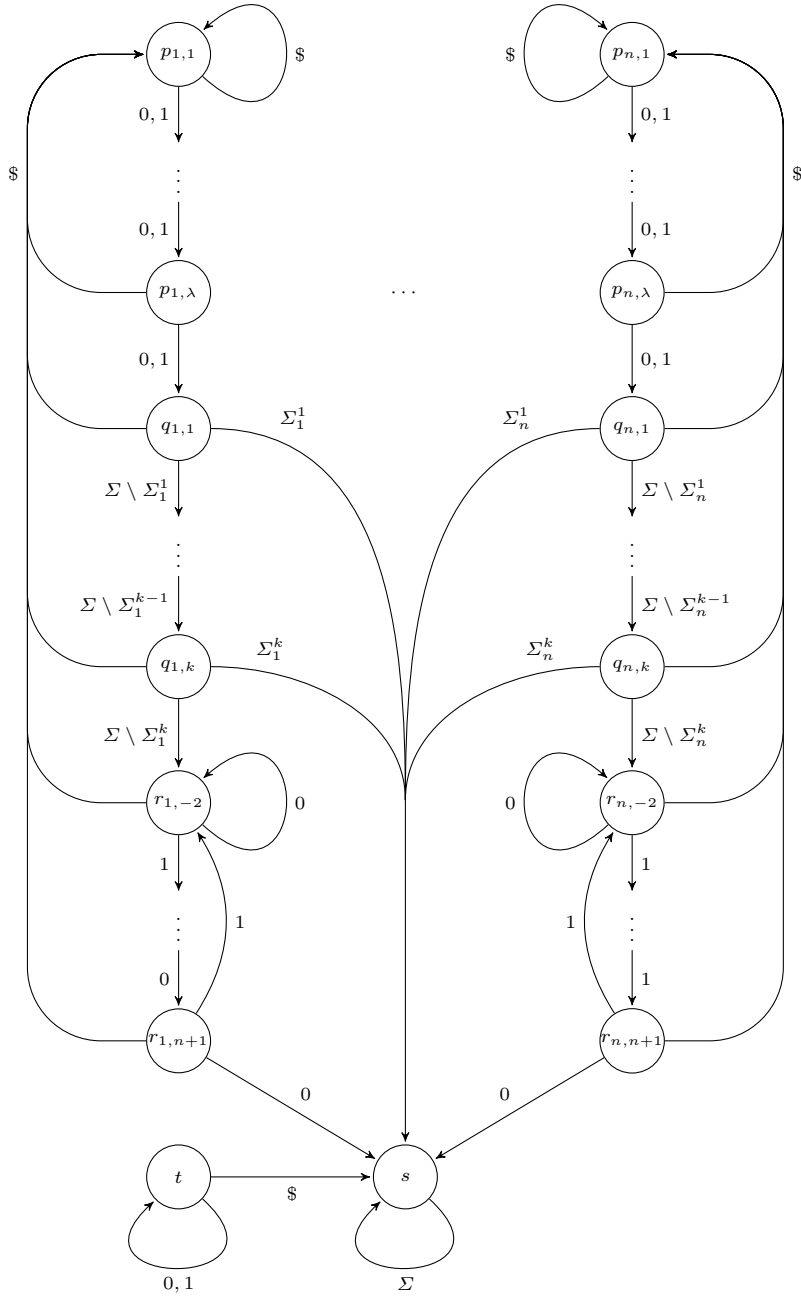 p_{1,1} $ $ p_{n,1}
0, 1 0, 1
$ ⋮ ⋮ $
0, 1 0, 1
p_{1,λ} ... p_{n,λ}
0, 1 0, 1
q_{1,1} Σ_1^1 Σ_n^1 q_{n,1}
Σ \ Σ_1^1 Σ \ Σ_n^1
⋮ ⋮
Σ \ Σ_1^{k−1} Σ \ Σ_n^{k−1}
q_{1,k} Σ_1^k Σ_n^k q_{n,k}
Σ \ Σ_1^k Σ \ Σ_n^k
r_{1,−2} 0 0 r_{n,−2}
1 1
⋮ 1 1 ⋮
0 1
r_{1,n+1} r_{n,n+1}
0 0
t $ s
0, 1 Σ